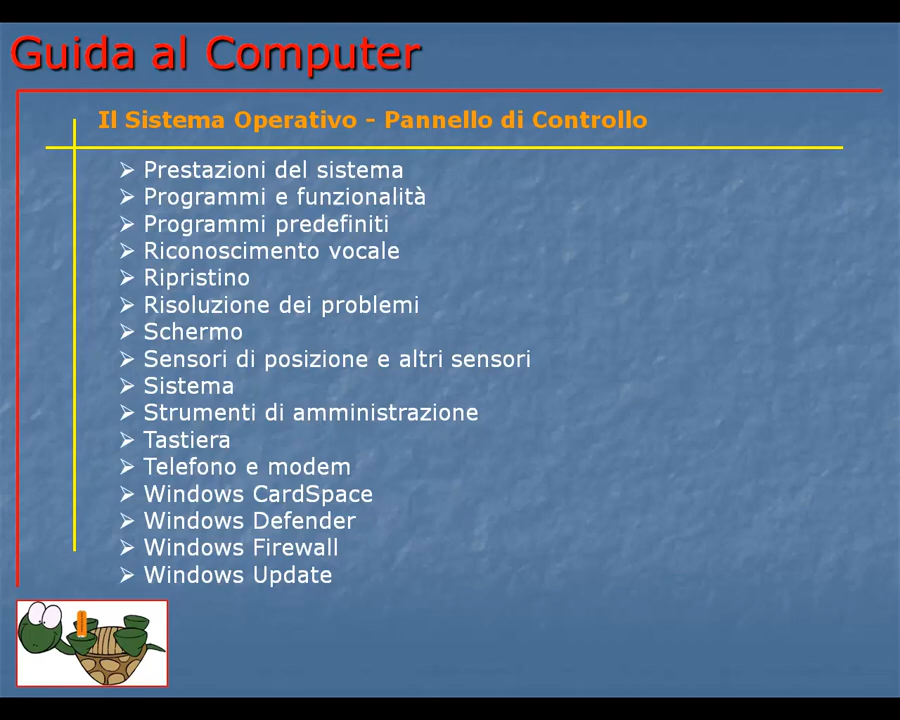 Guida al Computer
Il Sistema Operativo - Pannello di Controllo
Prestazioni del sistema
Programmi e funzionalità
Programmi predefiniti
Riconoscimento vocale
Ripristino
Risoluzione dei problemi
Schermo
Sensori di posizione e altri sensori
Sistema
Strumenti di amministrazione
Tastiera
Telefono e modem
Windows CardSpace
Windows Defender
Windows Firewall
Windows Update